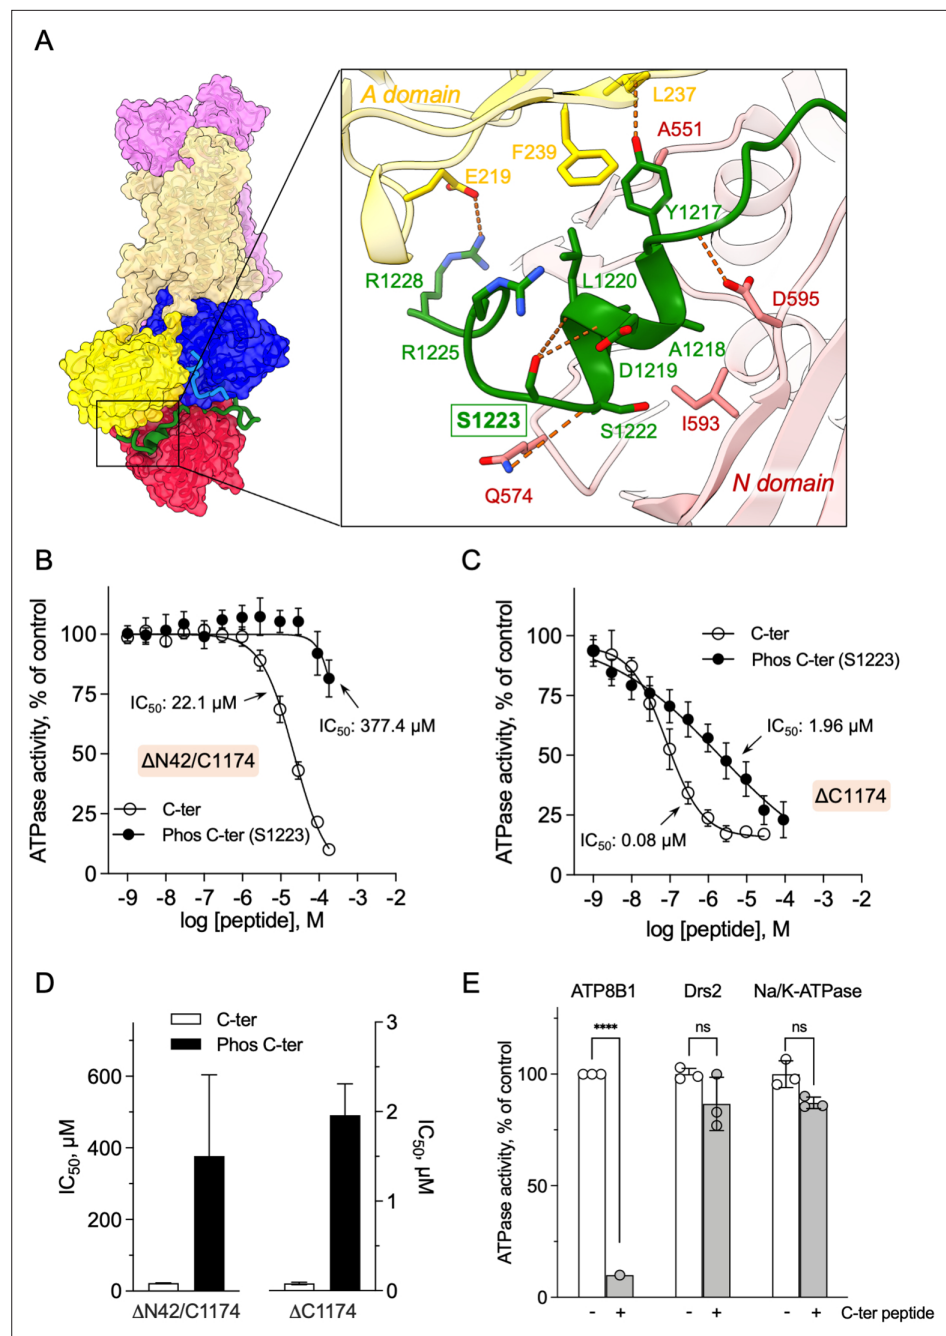 A
A domain
L237
A551
F239
E219
Y1217
R1228
L1220
D595
R1225
A1218
D1219
S1223
S1222
I593
Q574
N domain
B
ATPase activity, % of control
100
75
50
25
0
IC50: 22.1 µM
IC50: 377.4 µM
ΔN42/C1174
C-ter
Phos C-ter (S1223)
-9 -8 -7 -6 -5 -4 -3 -2
log [peptide], M
C
ATPase activity, % of control
100
75
50
25
0
C-ter
Phos C-ter (S1223)
IC50: 1.96 µM
ΔC1174
IC50: 0.08 µM
-9 -8 -7 -6 -5 -4 -3 -2
log [peptide], M
D
C-ter
Phos C-ter
IC50, µM
600
400
200
0
3
2
1
0
IC50, µM
ΔN42/C1174
ΔC1174
E
ATP8B1 Drs2 Na/K-ATPase
**** ns ns
ATPase activity, % of control
100
50
0
- + - + - + C-ter peptide